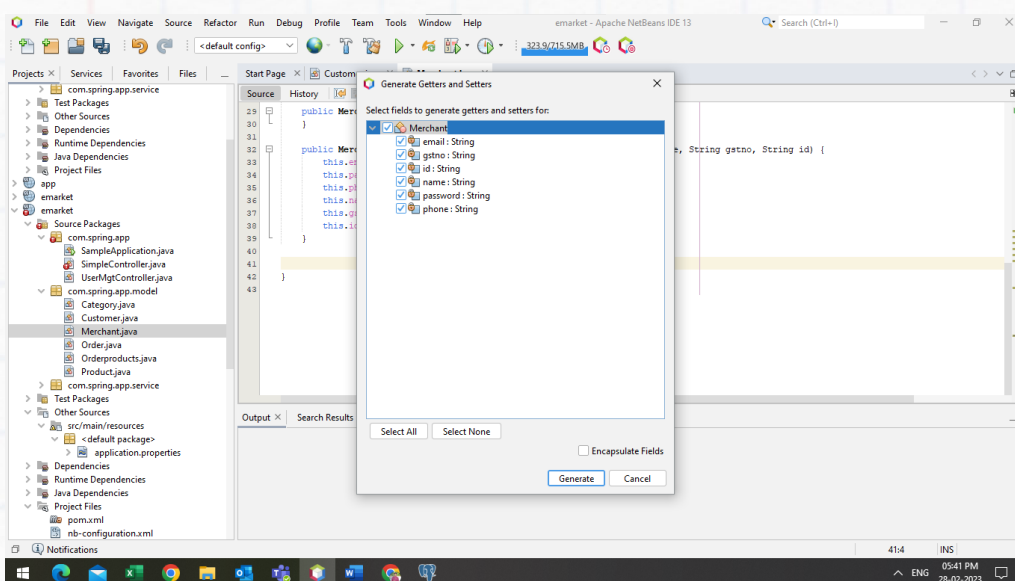 File Edit View Navigate Source Refactor Run Debug Profile Team Tools Window Help emarket - Apache NetBeans IDE 13 Search (Ctrl+I)
<default config> 323.9/715.5MB
Projects Services Favorites Files
com.spring.app.service
Test Packages
Other Sources
Dependencies
Runtime Dependencies
Java Dependencies
Project Files
app
emarket
emarket
Source Packages
com.spring.app
SampleApplication.java
SimpleController.java
UserMgtController.java
com.spring.app.model
Category.java
Customer.java
Merchant.java
Order.java
Orderproducts.java
Product.java
com.spring.app.service
Test Packages
Other Sources
src/main/resources
<default package>
application.properties
Dependencies
Runtime Dependencies
Java Dependencies
Project Files
pom.xml
nb-configuration.xml
Start Page Custom
Source History
29 public Mer
30 }
31
32 public Mer e, String gstno, String id) {
33 this.e
34 this.p
35 this.p
36 this.n
37 this.g
38 this.i
39 }
40
41
42 }
43
Generate Getters and Setters
Select fields to generate getters and setters for:
Merchant
email : String
gstno : String
id : String
name : String
password : String
phone : String
Select All Select None
Encapsulate Fields
Generate Cancel
Output Search Results
Notifications 41:4 INS
ENG 05:41 PM
28-02-2023